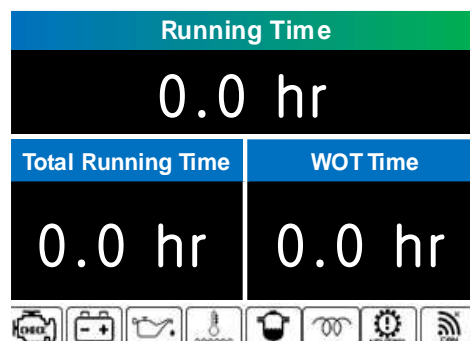 Running Time
0.0 hr
Total Running Time
WOT Time
0.0 hr
0.0 hr
CHECK
- +